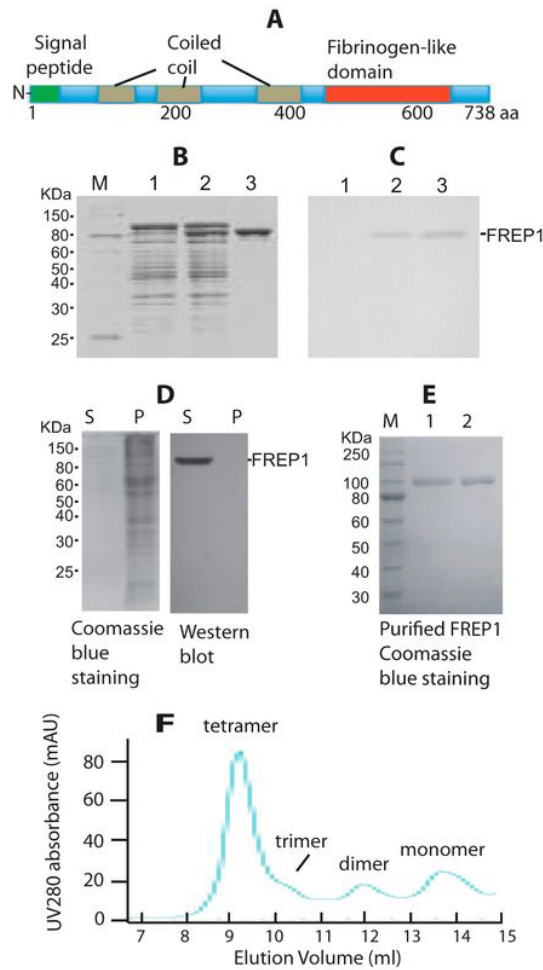 A
Signal
peptide
Coiled
coil
Fibrinogen-like
domain
N-
1 200 400 600 738 aa
B
KDa M 1 2 3
150
80
60
50
40
30
25
C
1 2 3
-FREP1
D
KDa S P S P
150
80
60
50
40
30
25
-FREP1
Coomassie
blue
staining
Western
blot
E
KDa M 1 2
250
100
80
60
50
40
30
Purified FREP1
Coomassie
blue staining
F
UV280 absorbance (mAU)
80
60
40
20
0
tetramer
trimer
dimer
monomer
7 8 9 10 11 12 13 14 15
Elution Volume (ml)